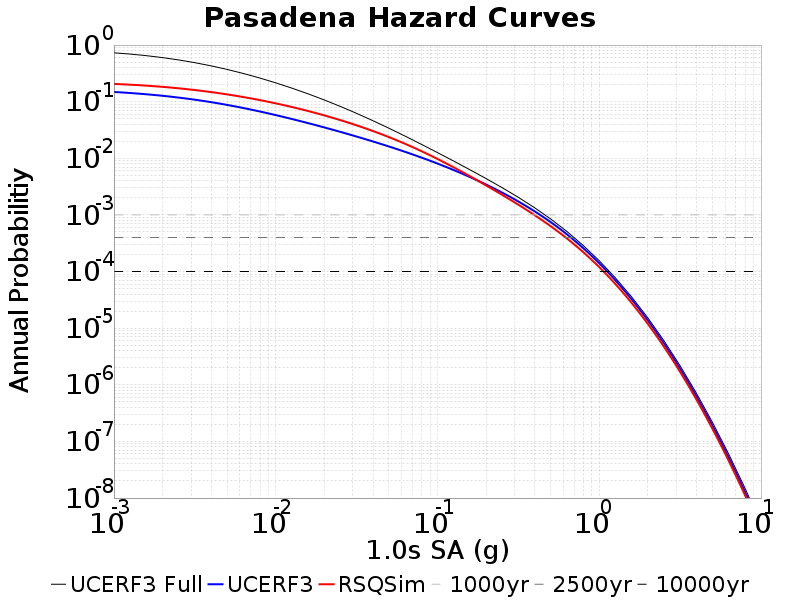 Pasadena Hazard Curves
10^0
10^-1
10^-2
10^-3
10^-4
10^-5
10^-6
10^-7
10^-8
Annual Probabilitiy
10^-3 10^-2 10^-1 10^0 10^1
1.0s SA (g)
UCERF3 Full UCERF3 RSQSim 1000yr 2500yr 10000yr